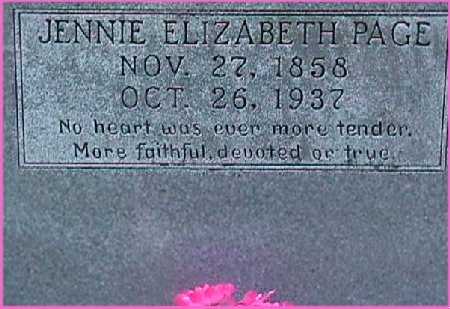 JENNIE ELIZABETH PAGE
NOV. 27, 1858
OCT. 26, 1937
No heart was ever more tender.
More faithful, devoted or true.